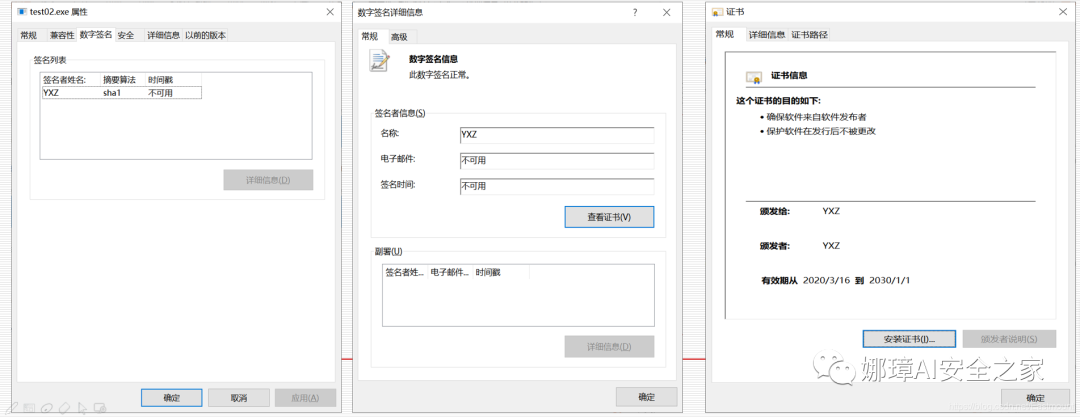 test02.exe 属性
常规 兼容性 数字签名 安全 详细信息 以前的版本
签名列表
签名者姓名: 摘要算法 时间戳
YXZ sha1 不可用
详细信息(D)
确定 取消 应用(A)
数字签名详细信息
常规 高级
数字签名信息
此数字签名正常。
签名者信息(S)
名称: YXZ
电子邮件: 不可用
签名时间: 不可用
查看证书(V)
副署(U)
签名者姓... 电子邮件... 时间戳
详细信息(D)
确定
证书
常规 详细信息 证书路径
证书信息
这个证书的目的如下:
• 确保软件来自软件发布者
• 保护软件在发行后不被更改
颁发给: YXZ
颁发者: YXZ
有效期从 2020/3/16 到 2030/1/1
安装证书(I)... 颁发者说明(S)
确定
娜璋AI安全之家